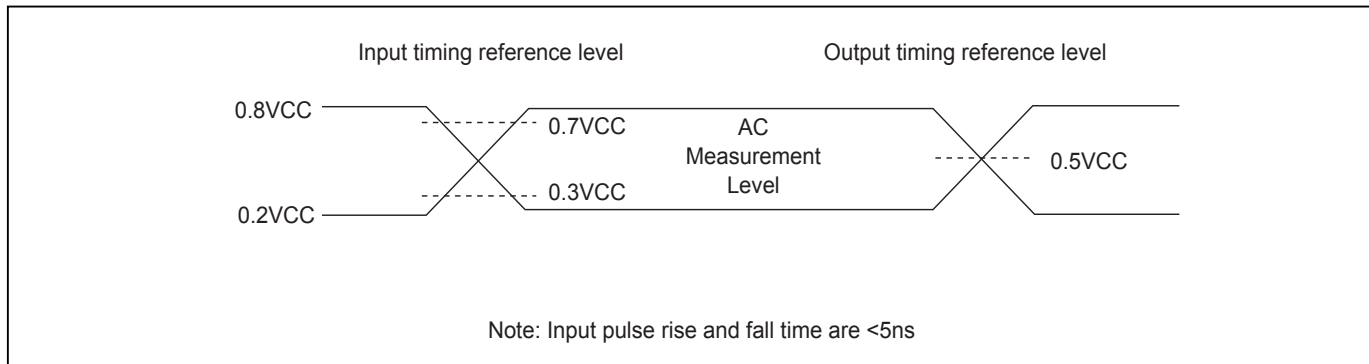 Input timing reference level
Output timing reference level
0.8VCC
0.7VCC
AC
Measurement
Level
0.5VCC
0.3VCC
0.2VCC
Note: Input pulse rise and fall time are <5ns